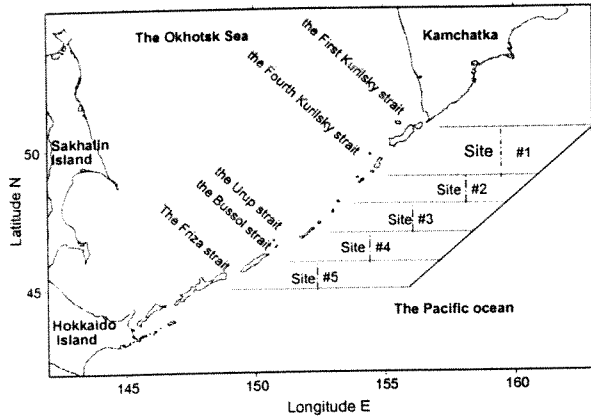 The Okhotsk Sea
Kamchatka
the First Kurilsky strait
the Fourth Kurilsky strait
the Urup strait
the Bussol strait
The Friza strait
Sakhalin
Island
Hokkaido
Island
Site #1
Site #2
Site #3
Site #4
Site #5
The Pacific ocean
Latitude N
50
45
145
150
155
160
Longitude E